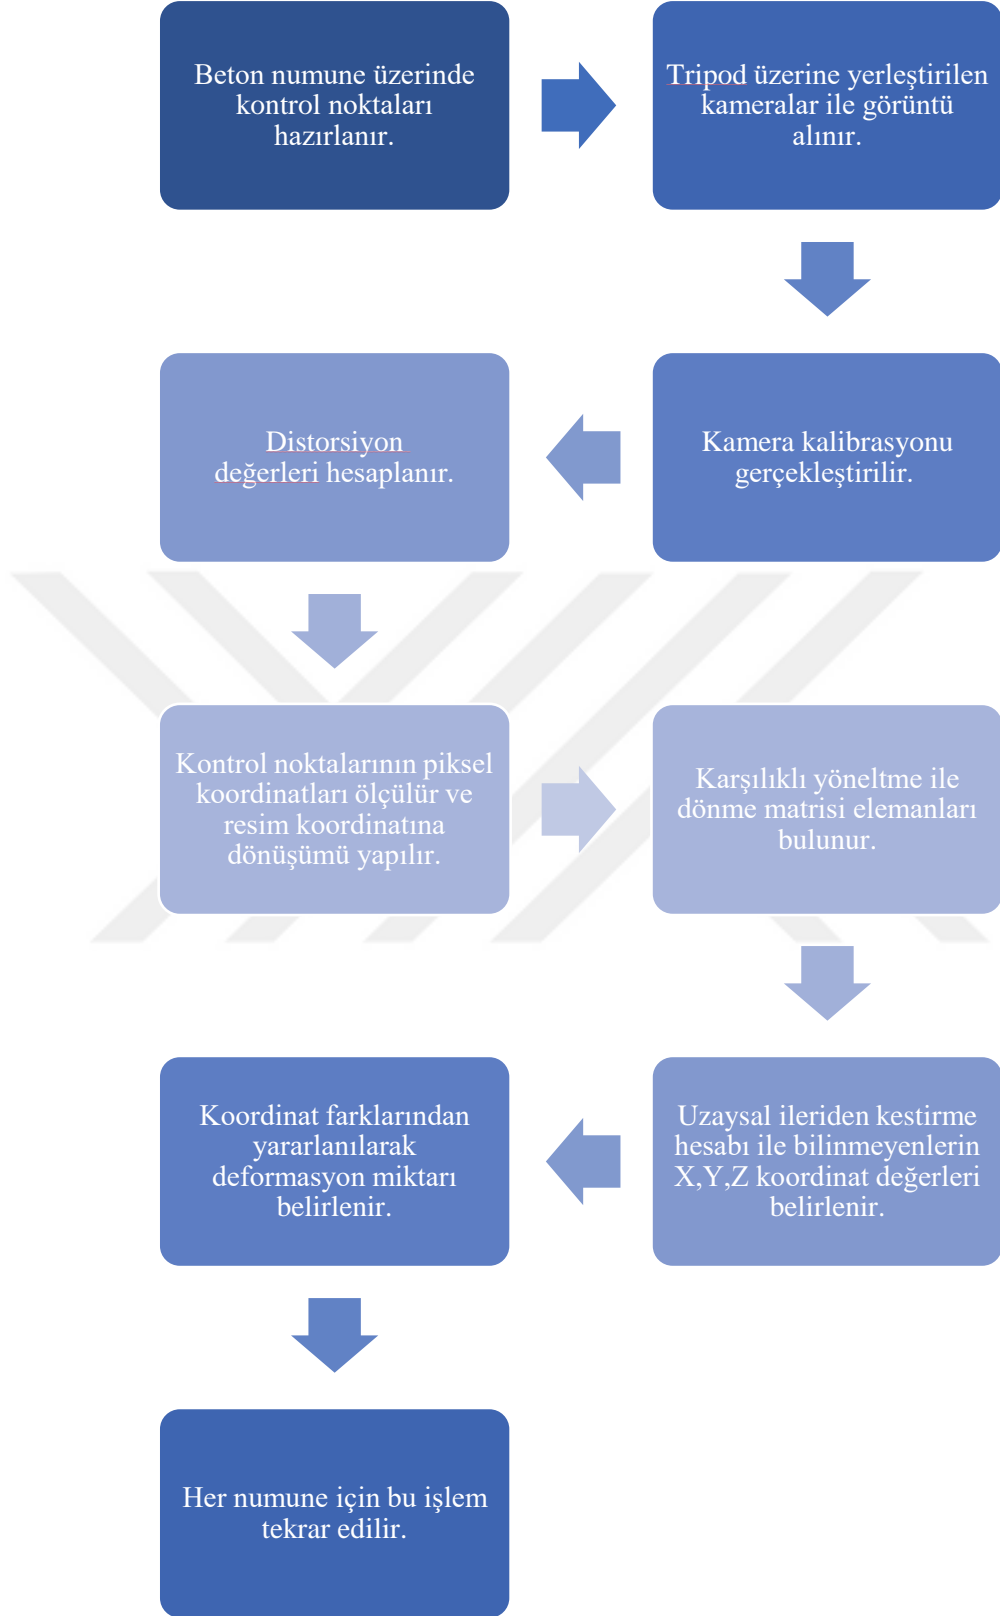 Beton numune üzerinde
kontrol noktaları
hazırlanır.
Tripod üzerine yerleştirilen
kameralar ile görüntü
alınır.
Kamera kalibrasyonu
gerçekleştirilir.
Distorsiyon
değerleri hesaplanır.
Kontrol noktalarının piksel
koordinatları ölçülür ve
resim koordinatına
dönüşümü yapılır.
Karşılıklı yöneltme ile
dönme matrisi elemanları
bulunur.
Uzaysal ileriden kestirme
hesabı ile bilinmeyenlerin
X,Y,Z koordinat değerleri
belirlenir.
Koordinat farklarından
yararlanılarak
deformasyon miktarı
belirlenir.
Her numune için bu işlem
tekrar edilir.